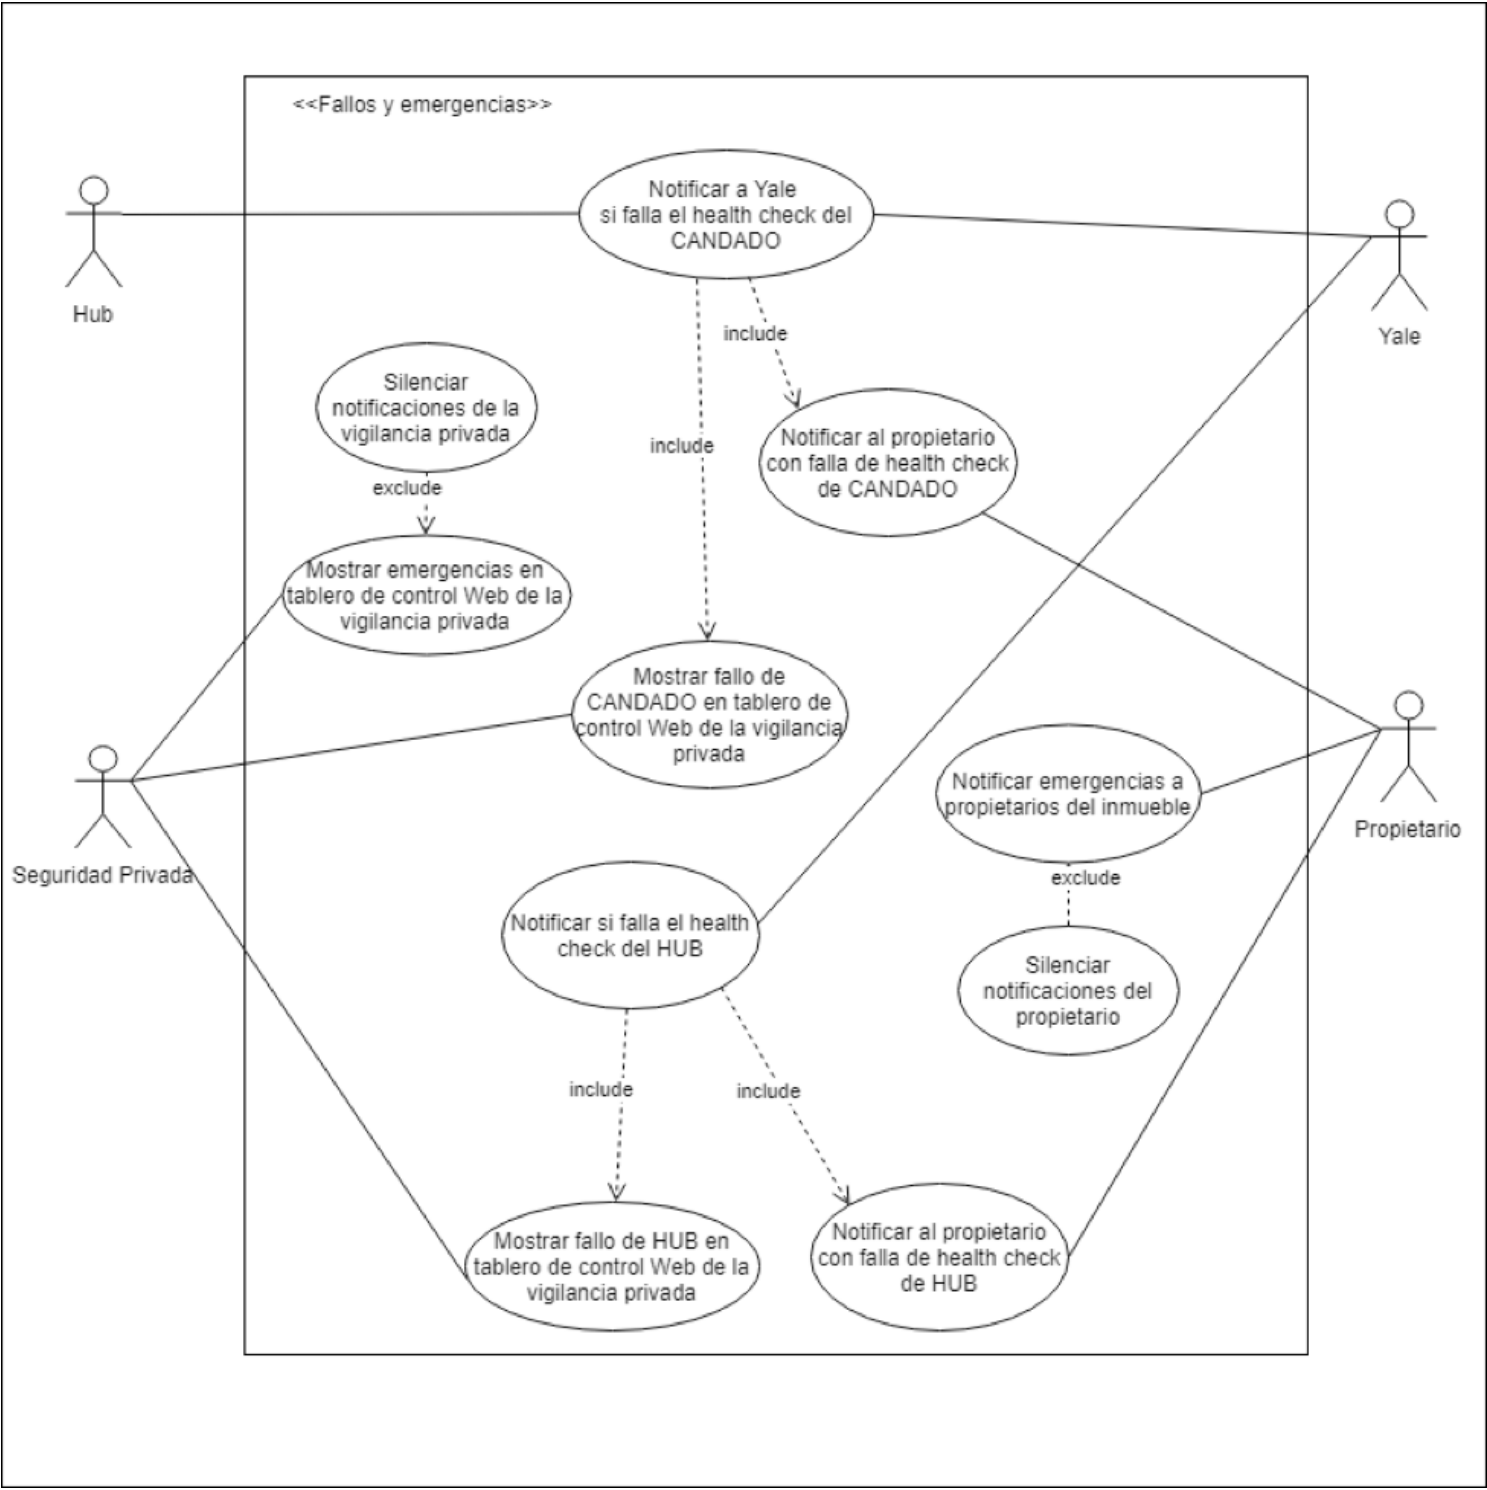 <<Fallos y emergencias>>
Notificar a Yale
si falla el health check del
CANDADO
Hub
Yale
include
Silenciar
notificaciones de la
vigilancia privada
include
Notificar al propietario
con falla de health check
de CANDADO
exclude
Mostrar emergencias en
tablero de control Web de la
vigilancia privada
Mostrar fallo de
CANDADO en tablero de
control Web de la vigilancia
privada
Notificar emergencias a
propietarios del inmueble
Propietario
Seguridad Privada
exclude
Notificar si falla el health
check del HUB
Silenciar
notificaciones del
propietario
include
include
Mostrar fallo de HUB en
tablero de control Web de la
vigilancia privada
Notificar al propietario
con falla de health check
de HUB